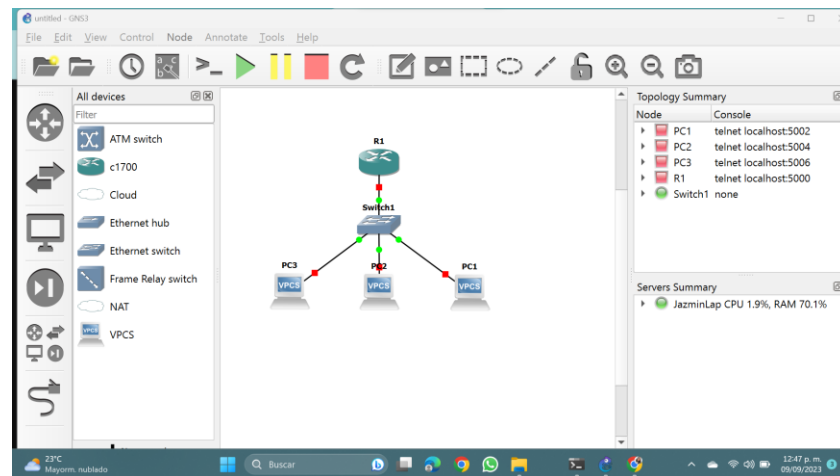 untitled - GNS3
File Edit View Control Node Annotate Tools Help
All devices
Filter
ATM switch
c1700
Cloud
Ethernet hub
Ethernet switch
Frame Relay switch
NAT
VPCS
R1
Switch1
PC3
PC2
PC1
VPCS
VPCS
VPCS
Topology Summary
Node Console
PC1 telnet localhost:5002
PC2 telnet localhost:5004
PC3 telnet localhost:5006
R1 telnet localhost:5000
Switch1 none
Servers Summary
JazminLap CPU 1.9%, RAM 70.1%
23°C
Mayorm. nublado
Buscar
12:47 p. m.
09/09/2023